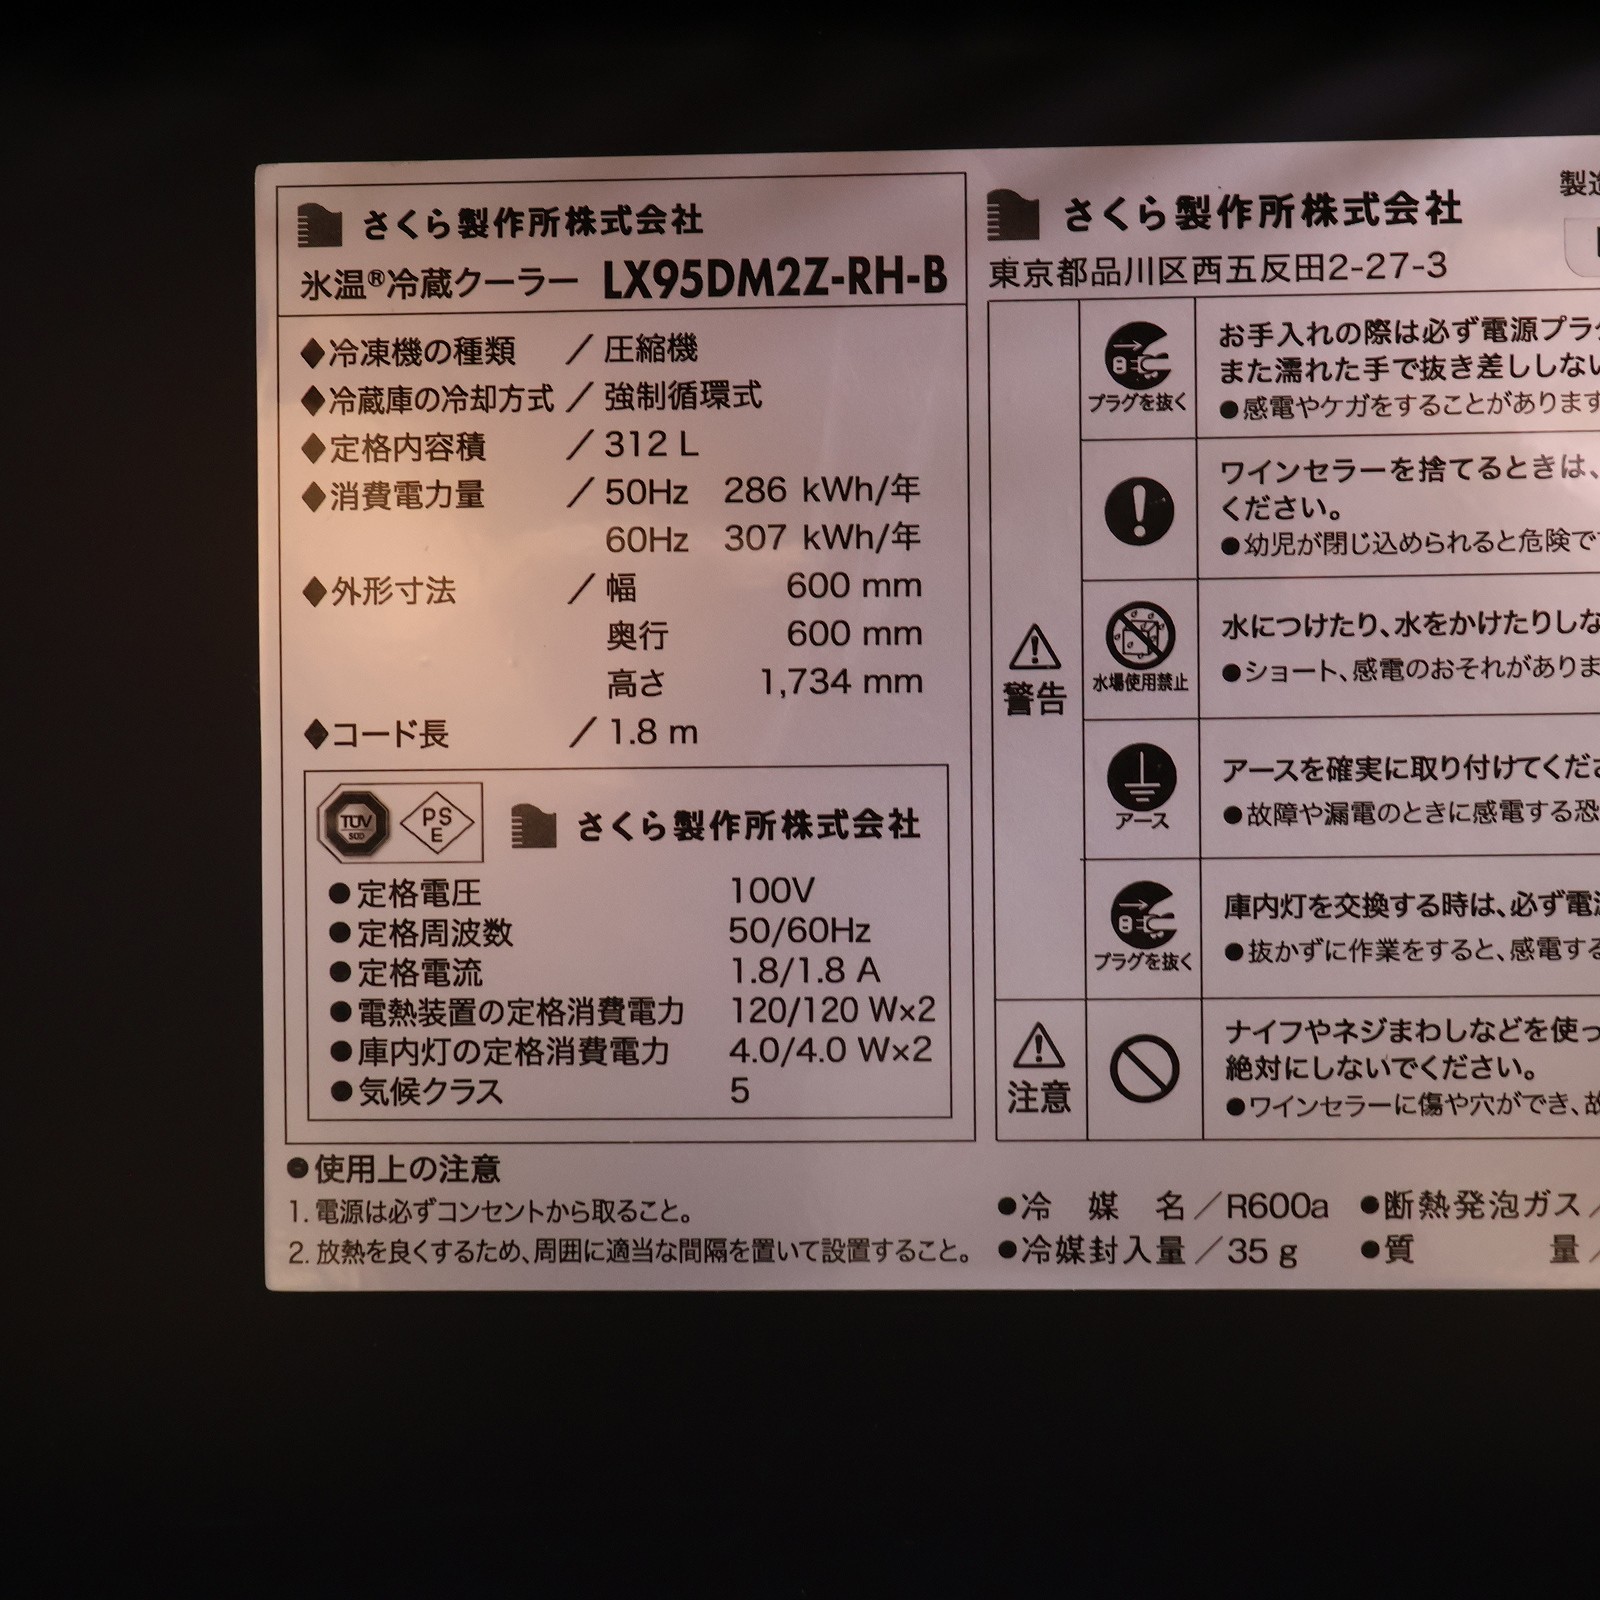 さくら製作所株式会社
氷温®冷蔵クーラー LX95DM2Z-RH-B
◆冷凍機の種類 ／圧縮機
◆冷蔵庫の冷却方式／強制循環式
◆定格内容積 ／312 L
◆消費電力量 ／50Hz 286 kWh/年
60Hz 307 kWh/年
◆外形寸法 ／幅 600 mm
奥行 600 mm
高さ 1,734 mm
◆コード長 ／1.8 m
TÜV
SÜD
PS
E
さくら製作所株式会社
●定格電圧 100V
●定格周波数 50/60Hz
●定格電流 1.8/1.8 A
●電熱装置の定格消費電力 120/120 W×2
●庫内灯の定格消費電力 4.0/4.0 W×2
●気候クラス 5
●使用上の注意
1. 電源は必ずコンセントから取ること。
2. 放熱を良くするため、周囲に適当な間隔を置いて設置すること。
さくら製作所株式会社
東京都品川区西五反田2-27-3
製造
警告
プラグを抜く
お手入れの際は必ず電源プラグ
また濡れた手で抜き差ししない
●感電やケガをすることがあります
ワインセラーを捨てるときは、
ください。
●幼児が閉じ込められると危険で
水場使用禁止
水につけたり、水をかけたりしな
●ショート、感電のおそれがありま
アース
アースを確実に取り付けてくださ
●故障や漏電のときに感電する恐
プラグを抜く
庫内灯を交換する時は、必ず電源
●抜かずに作業をすると、感電する
注意
ナイフやネジまわしなどを使っ
絶対にしないでください。
●ワインセラーに傷や穴ができ、故
●冷媒名／R600a ●断熱発泡ガス／
●冷媒封入量／35 g ●質量／